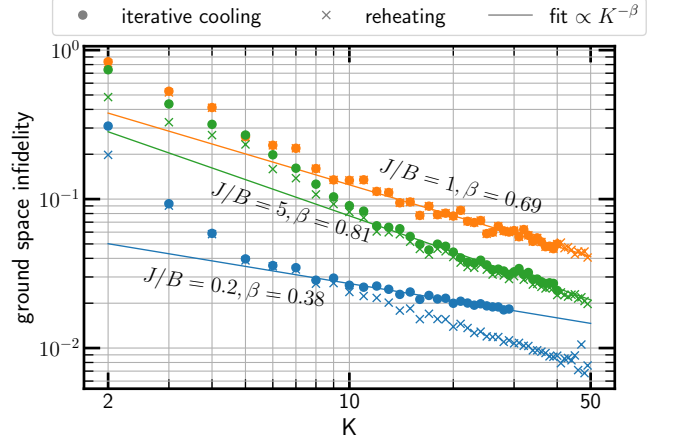 iterative cooling × reheating — fit ∝ K^{−β}
10^0
10^{−1}
10^{−2}
ground space infidelity
J/B = 1, β = 0.69
J/B = 5, β = 0.81
J/B = 0.2, β = 0.38
2 10 50
K